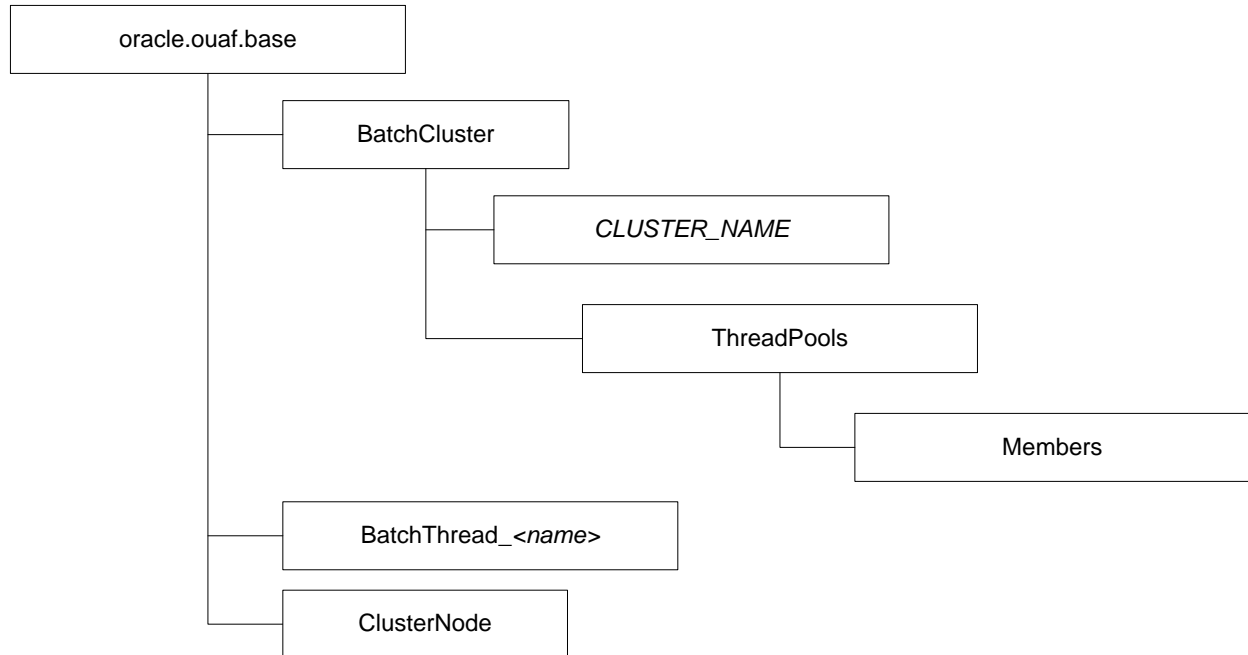 oracle.ouaf.base
BatchCluster
CLUSTER_NAME
ThreadPools
Members
BatchThread_<name>
ClusterNode